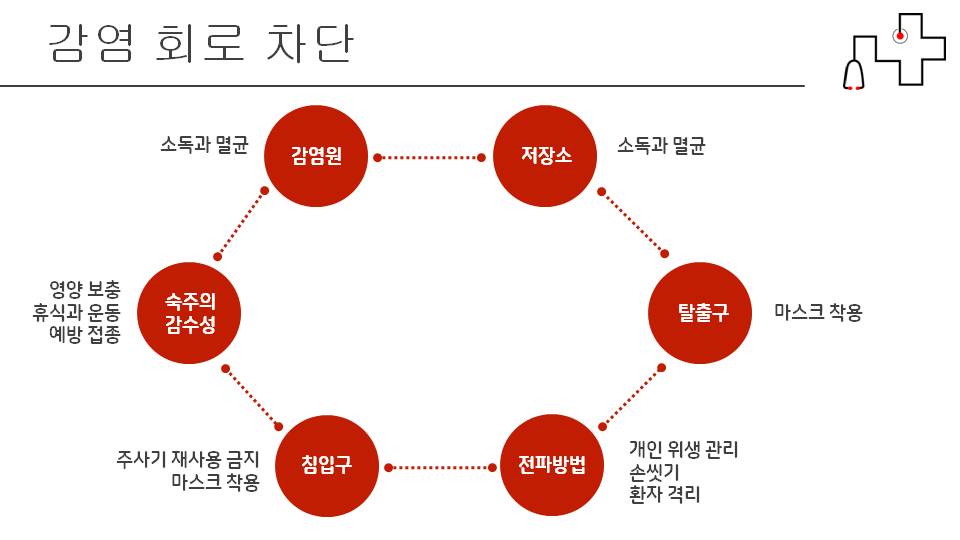 감염 회로 차단
소독과 멸균
감염원
저장소
소독과 멸균
영양 보충
휴식과 운동
예방 접종
숙주의
감수성
탈출구
마스크 착용
주사기 재사용 금지
마스크 착용
침입구
전파방법
개인 위생 관리
손씻기
환자 격리